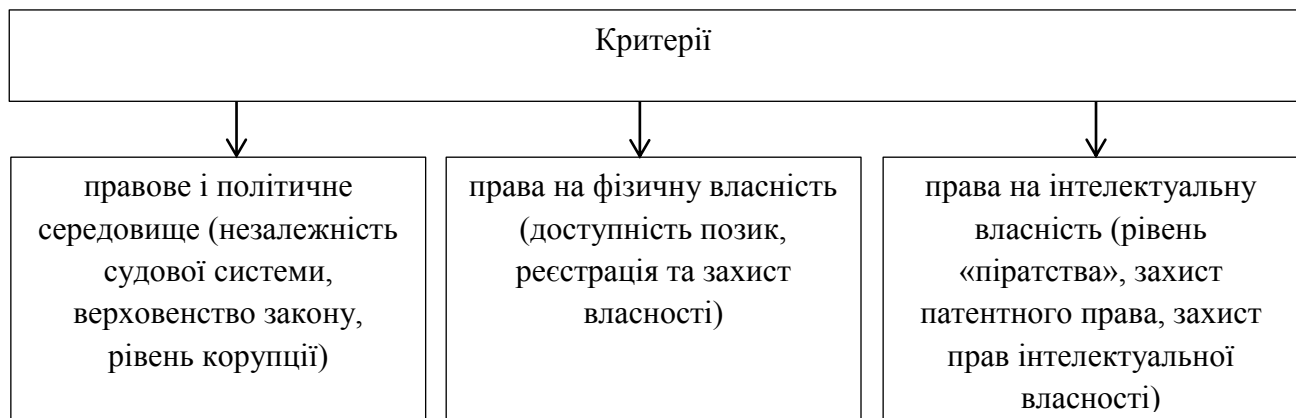 Критерії
правове і політичне
середовище (незалежність
судової системи,
верховенство закону,
рівень корупції)
права на фізичну власність
(доступність позик,
реєстрація та захист
власності)
права на інтелектуальну
власність (рівень
«піратства», захист
патентного права, захист
прав інтелектуальної
власності)